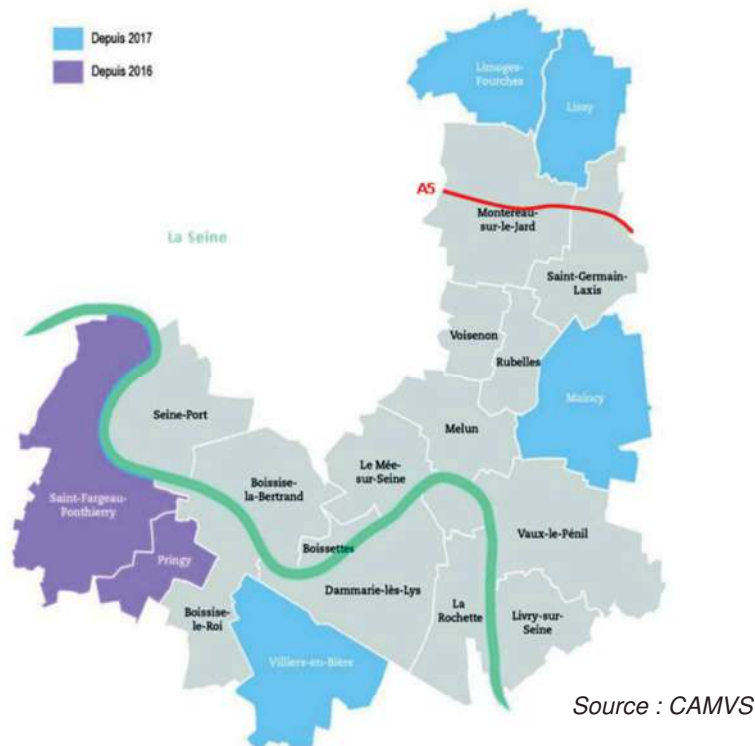 Depuis 2017
Depuis 2016
Limoges-
Fourches
Lissy
A5
Montereau-
sur-le-Jard
La Seine
Saint-Germain-
Laxis
Voisenon
Rubelles
Maincy
Seine-Port
Melun
Le Mée-
sur-Seine
Boissise-
la-Bertrand
Saint-Fargeau-
Ponthierry
Vaux-le-Pénil
Boissettes
Pringy
Dammarie-lès-Lys
La
Rochette
Livry-sur-
Seine
Boissise-
le-Roi
Villiers-en-Bière
Source : CAMVS